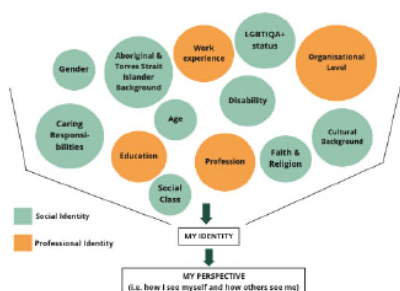 LGBTIQA+
status
Work
experience
Organisational
Level
Aboriginal &
Torres Strait
Islander
Background
Gender
Disability
Age
Caring
Responsi-
bilities
Cultural
Background
Education
Profession
Faith &
Religion
Social
Class
Social Identity
Professional Identity
MY IDENTITY
MY PERSPECTIVE
(i.e. how I see myself and how others see me)